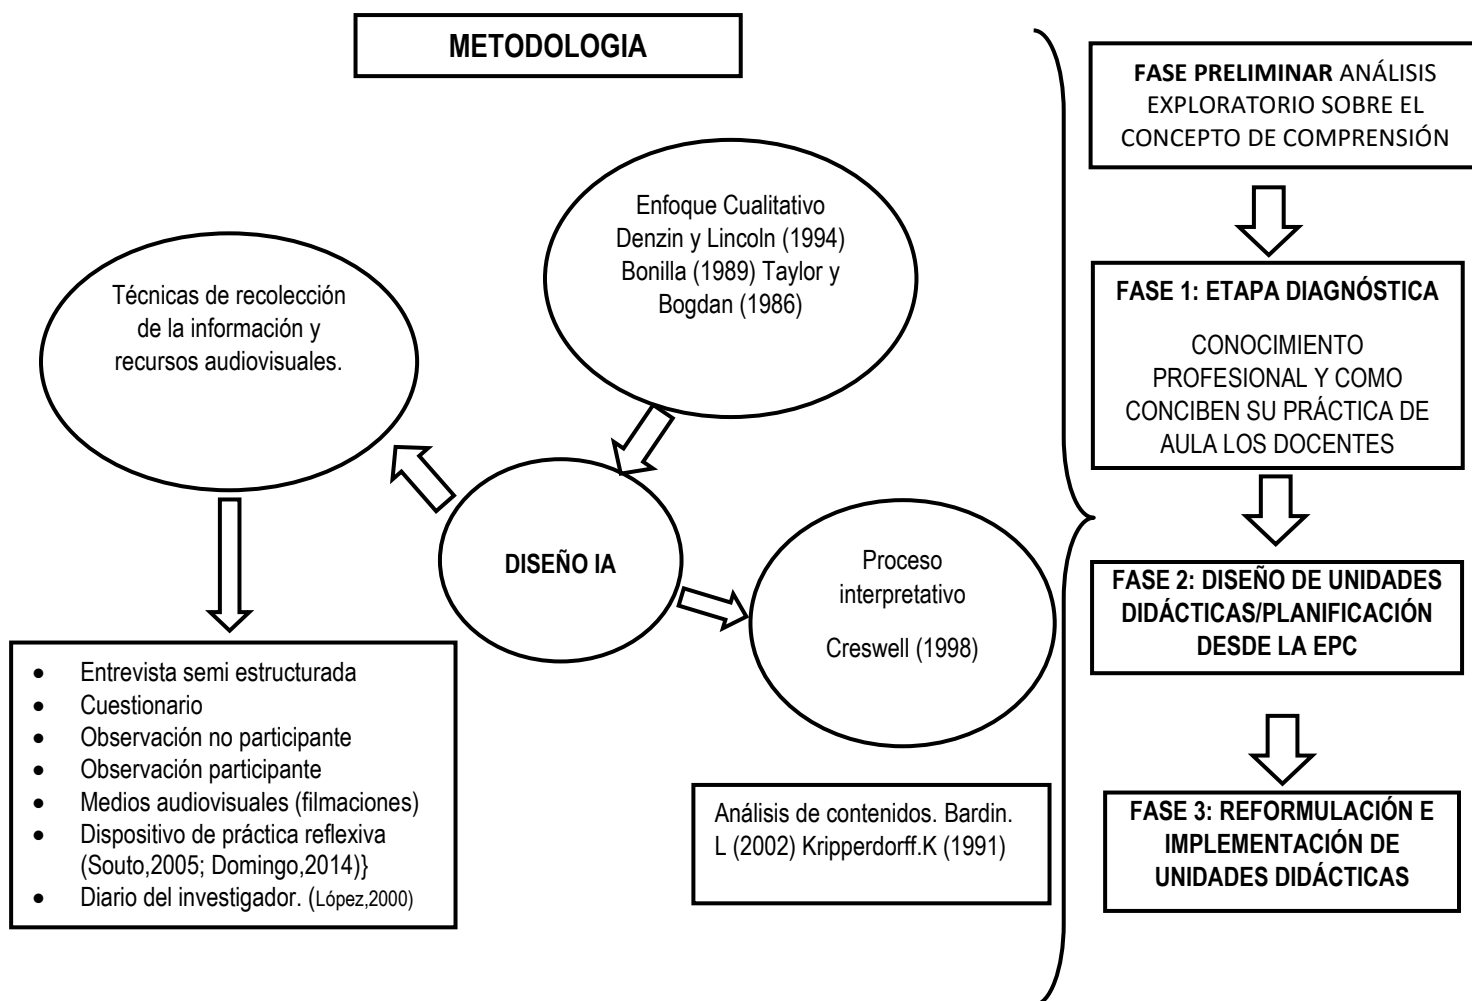 METODOLOGIA
Enfoque Cualitativo
Denzin y Lincoln (1994)
Bonilla (1989) Taylor y
Bogdan (1986)
Técnicas de recolección
de la información y
recursos audiovisuales.
DISEÑO IA
Proceso
interpretativo
Creswell (1998)
• Entrevista semi estructurada
• Cuestionario
• Observación no participante
• Observación participante
• Medios audiovisuales (filmaciones)
• Dispositivo de práctica reflexiva
(Souto,2005; Domingo,2014)}
• Diario del investigador. (López,2000)
Análisis de contenidos. Bardin.
L (2002) Kripperdorff.K (1991)
FASE PRELIMINAR ANÁLISIS
EXPLORATORIO SOBRE EL
CONCEPTO DE COMPRENSIÓN
FASE 1: ETAPA DIAGNÓSTICA
CONOCIMIENTO
PROFESIONAL Y COMO
CONCIBEN SU PRÁCTICA DE
AULA LOS DOCENTES
FASE 2: DISEÑO DE UNIDADES
DIDÁCTICAS/PLANIFICACIÓN
DESDE LA EPC
FASE 3: REFORMULACIÓN E
IMPLEMENTACIÓN DE
UNIDADES DIDÁCTICAS